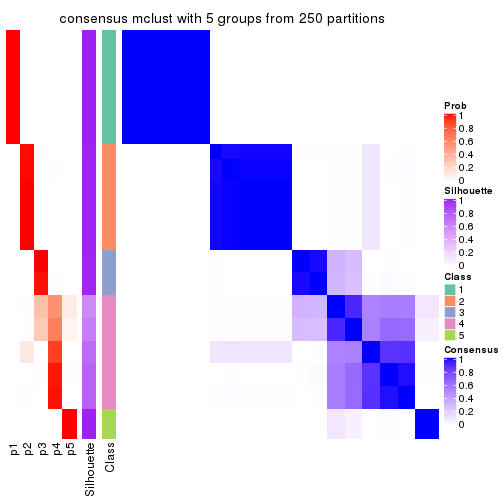 consensus mclust with 5 groups from 250 partitions
Prob
1
0.8
0.6
0.4
0.2
0
Silhouette
1
0.8
0.6
0.4
0.2
0
Class
1
2
3
4
5
Consensus
1
0.8
0.6
0.4
0.2
0
p1
p2
p3
p4
p5
Silhouette
Class